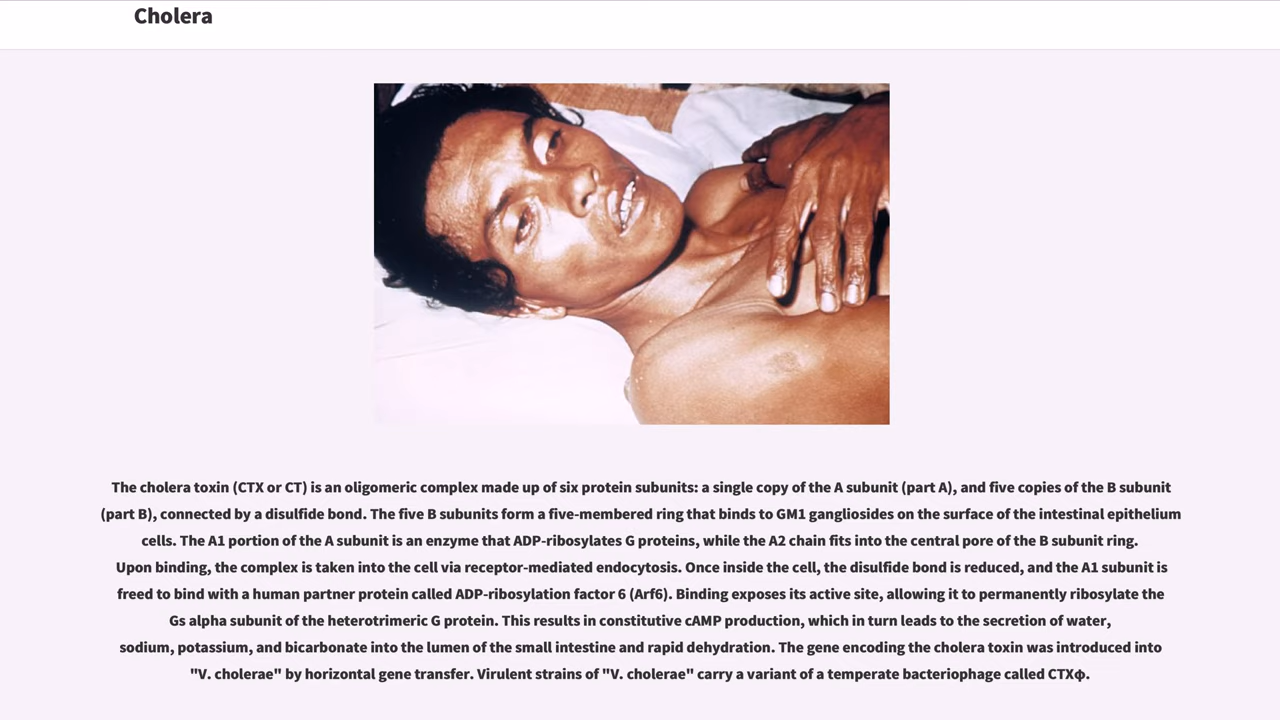 Cholera
The cholera toxin (CTX or CT) is an oligomeric complex made up of six protein subunits: a single copy of the A subunit (part A), and five copies of the B subunit
(part B), connected by a disulfide bond. The five B subunits form a five-membered ring that binds to GM1 gangliosides on the surface of the intestinal epithelium
cells. The A1 portion of the A subunit is an enzyme that ADP-ribosylates G proteins, while the A2 chain fits into the central pore of the B subunit ring.
Upon binding, the complex is taken into the cell via receptor-mediated endocytosis. Once inside the cell, the disulfide bond is reduced, and the A1 subunit is
freed to bind with a human partner protein called ADP-ribosylation factor 6 (Arf6). Binding exposes its active site, allowing it to permanently ribosylate the
Gs alpha subunit of the heterotrimeric G protein. This results in constitutive cAMP production, which in turn leads to the secretion of water,
sodium, potassium, and bicarbonate into the lumen of the small intestine and rapid dehydration. The gene encoding the cholera toxin was introduced into
"V. cholerae" by horizontal gene transfer. Virulent strains of "V. cholerae" carry a variant of a temperate bacteriophage called CTXφ.